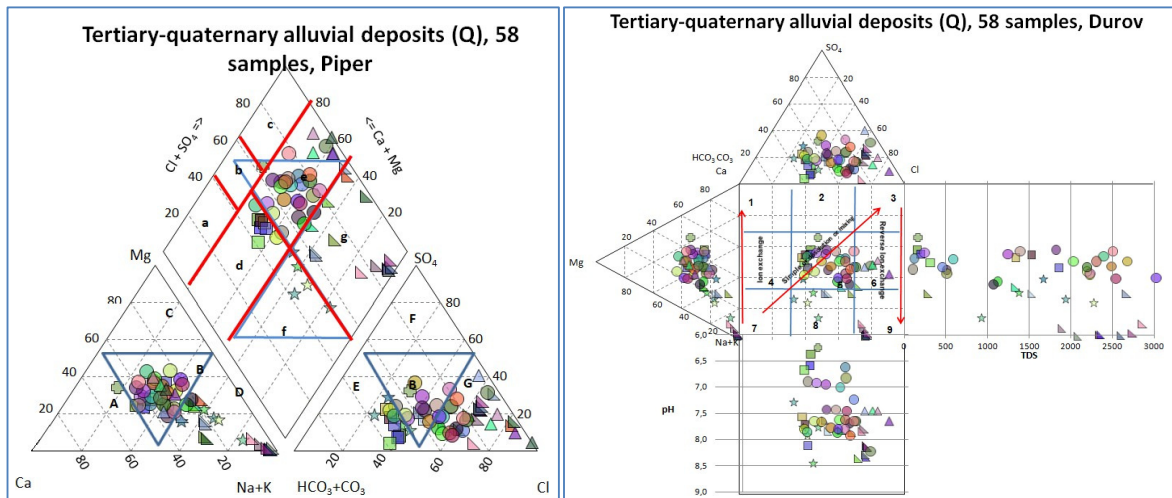 Tertiary-quaternary alluvial deposits (Q), 58
samples, Piper
80
80
60
c
60
Cl + SO₄ =>
<= Ca + Mg
40
b
40
e
20
a
20
g
Mg
d
SO₄
80
C
80
F
60
f
60
40
B
40
A
D
E
B
G
20
20
80
60
40
20
20
40
60
80
Ca
Na+K
HCO₃+CO₃
Cl
Tertiary-quaternary alluvial deposits (Q), 58 samples, Durov
SO₄
80
20
60
40
40
60
20
80
HCO₃ CO₃
Ca
Cl
80
60
40
20
Mg
20
40
60
80
Na+K
1
2
3
4
5
6
7
8
9
Ion exchange
Reverse Ion exchange
0
500
1000
1500
2000
2500
3000
TDS
6,0
6,5
7,0
pH
7,5
8,0
8,5
9,0